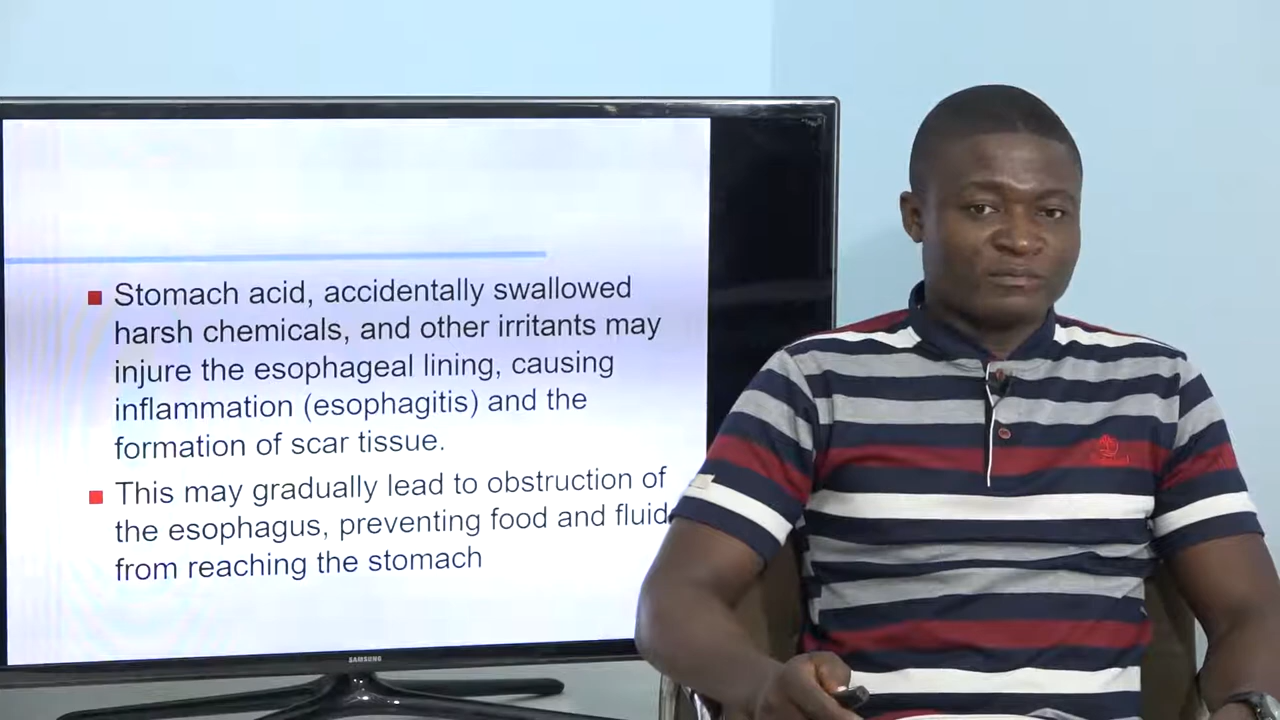 Stomach acid, accidentally swallowed
harsh chemicals, and other irritants may
injure the esophageal lining, causing
inflammation (esophagitis) and the
formation of scar tissue.
This may gradually lead to obstruction of
the esophagus, preventing food and fluid
from reaching the stomach
SAMSUNG